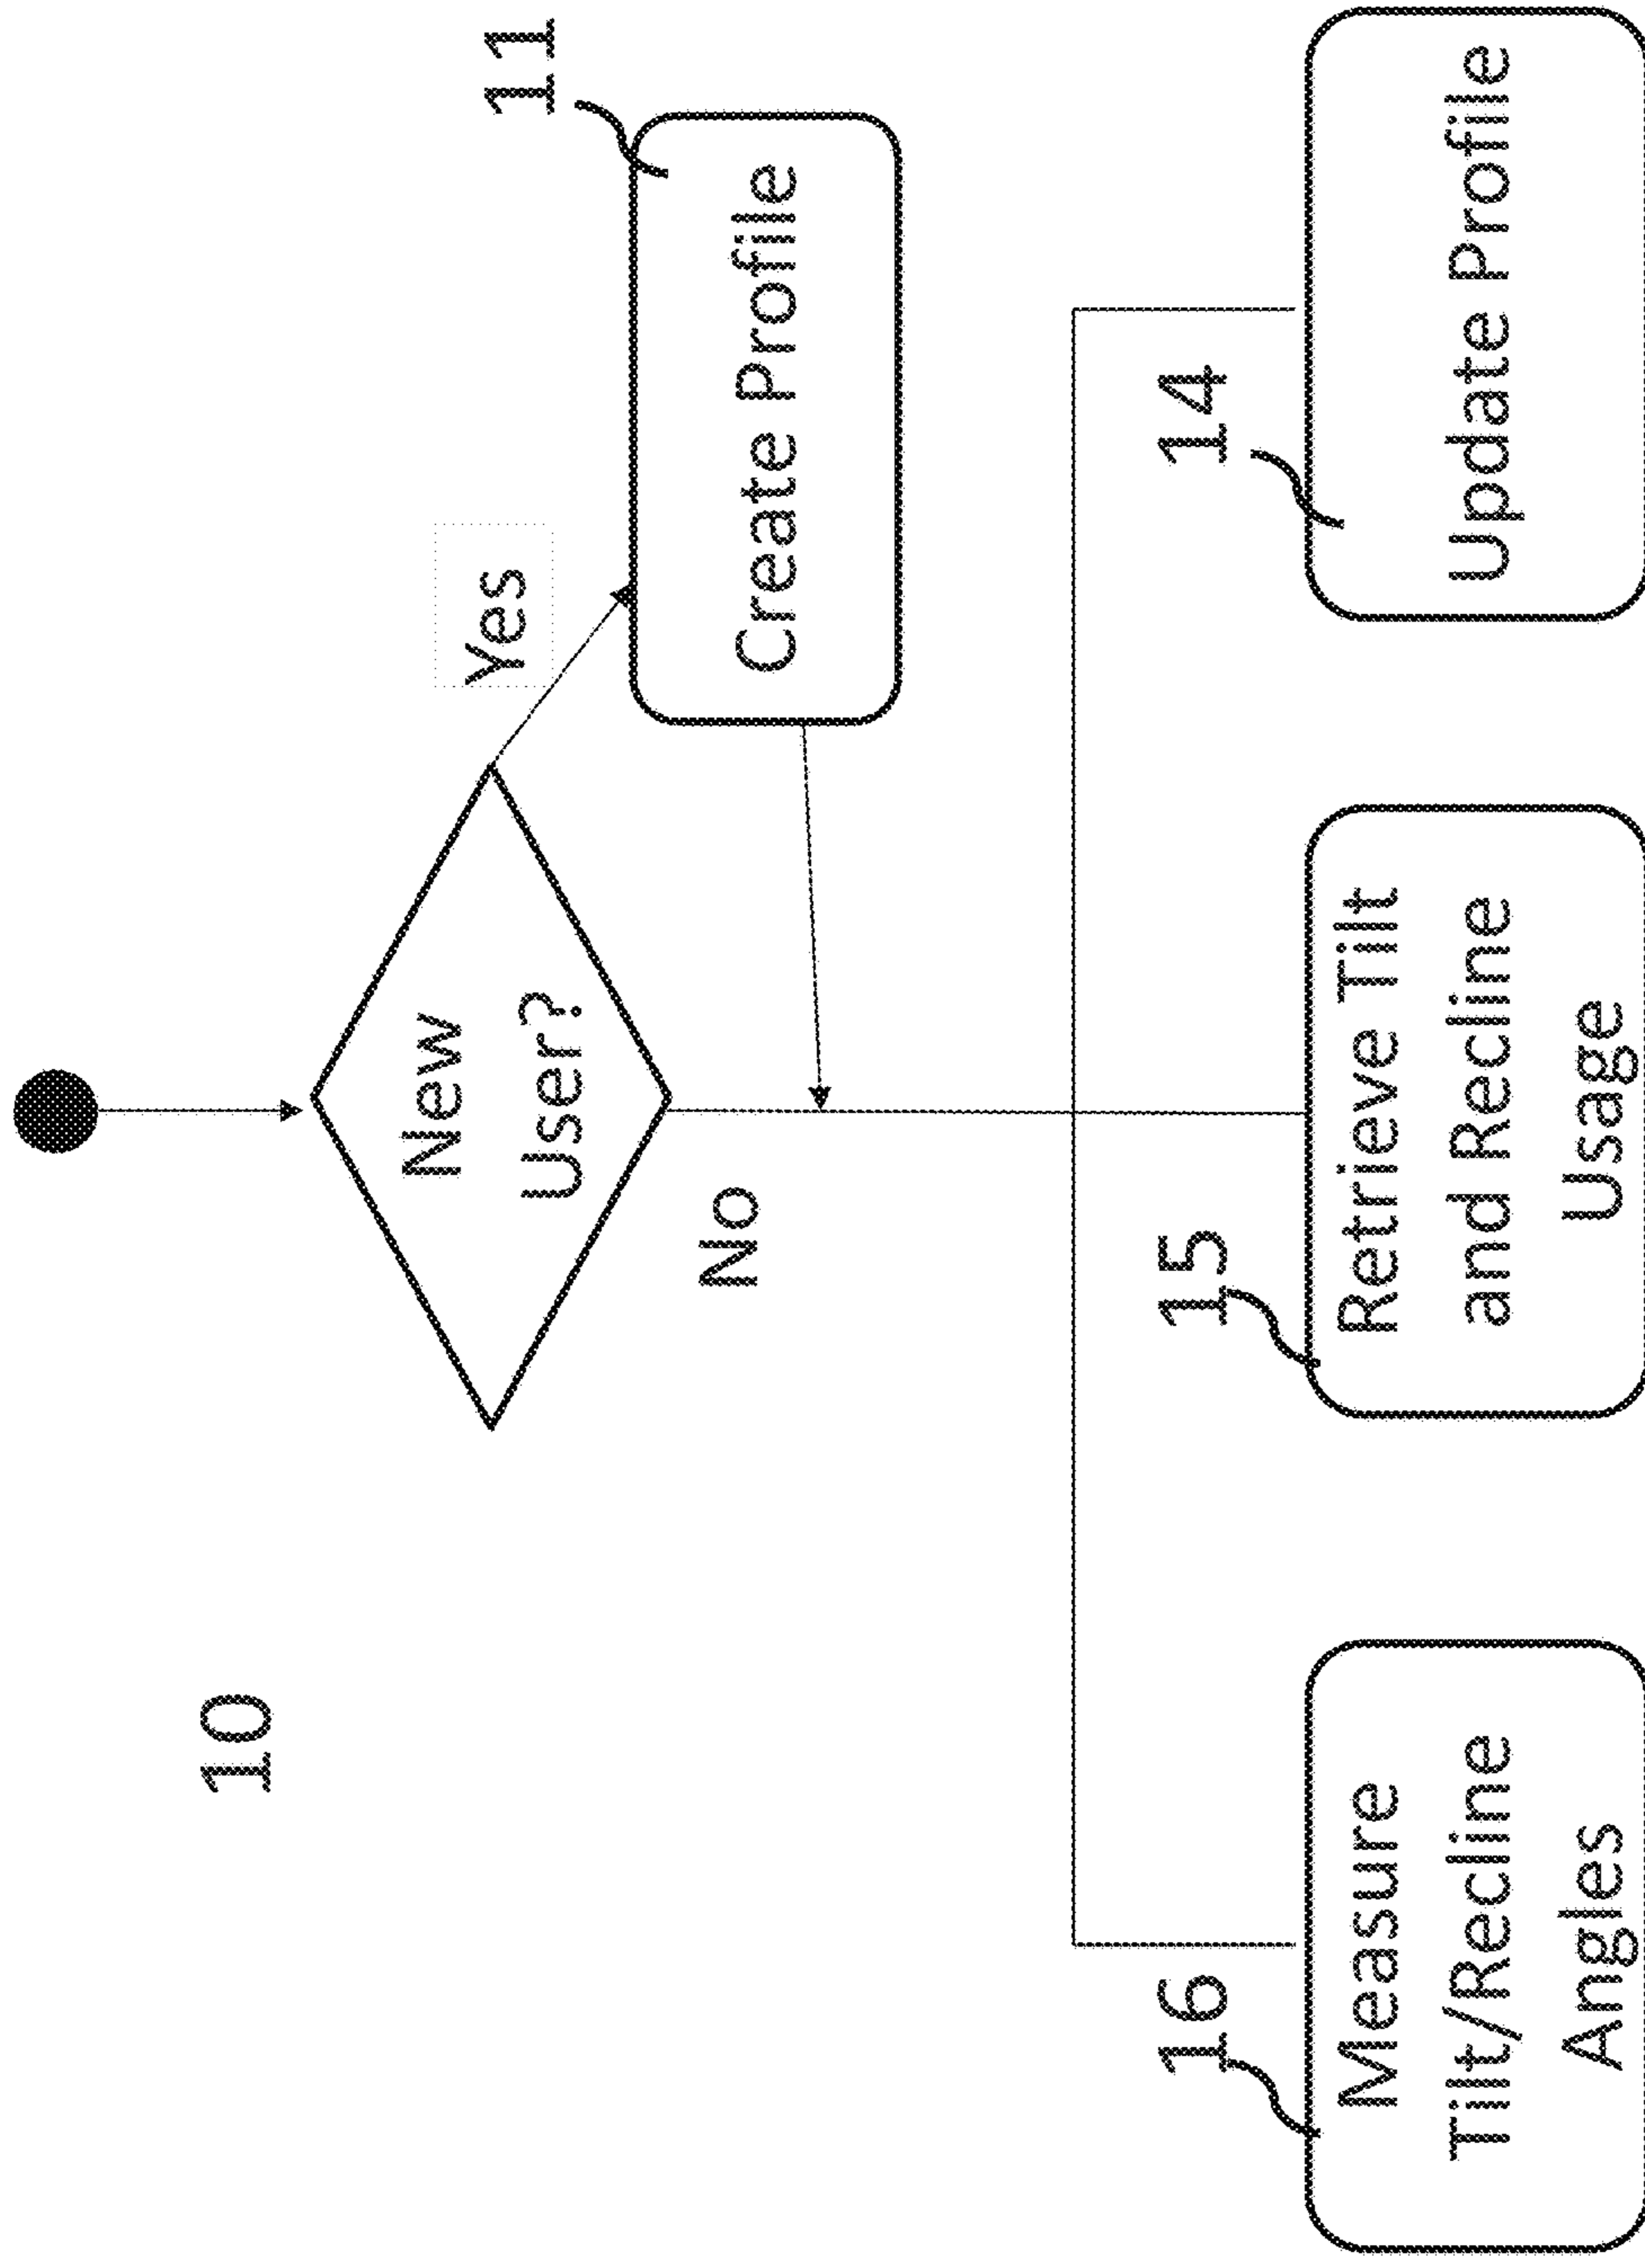 10
New
User?
Yes
11
Create Profile
No
16
Measure
Tilt/Recline
Angles
15
Retrieve Tilt
and Recline
Usage
14
Update Profile